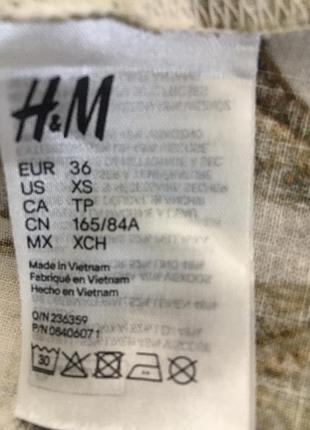 H&M
EUR 36
US XS
CA TP
CN 165/84A
MX XCH
Made in Vietnam
Fabriqué en Vietnam
Hecho en Vietnam
O/N 236359
P/N 08406071
30